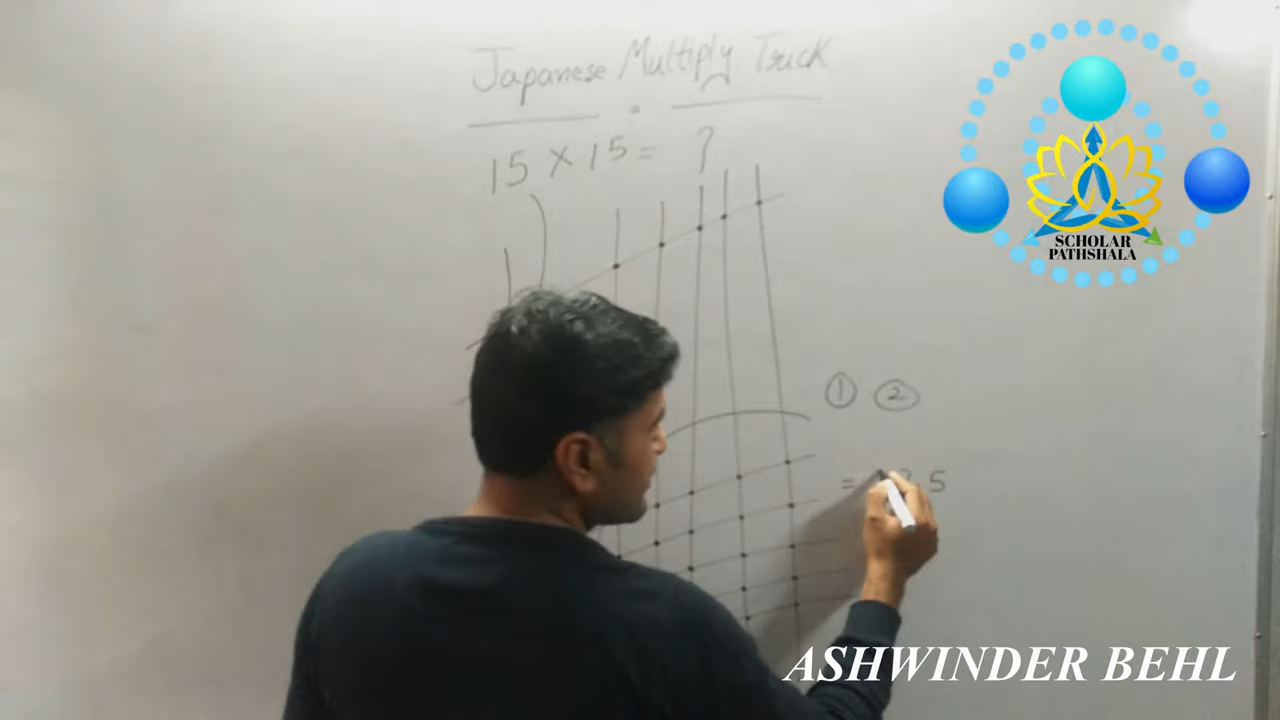 Japanese Multiply Trick
15 × 15 = ?
SCHOLAR
PATHSHALA
① ②
= 2 5
ASHWINDER BEHL